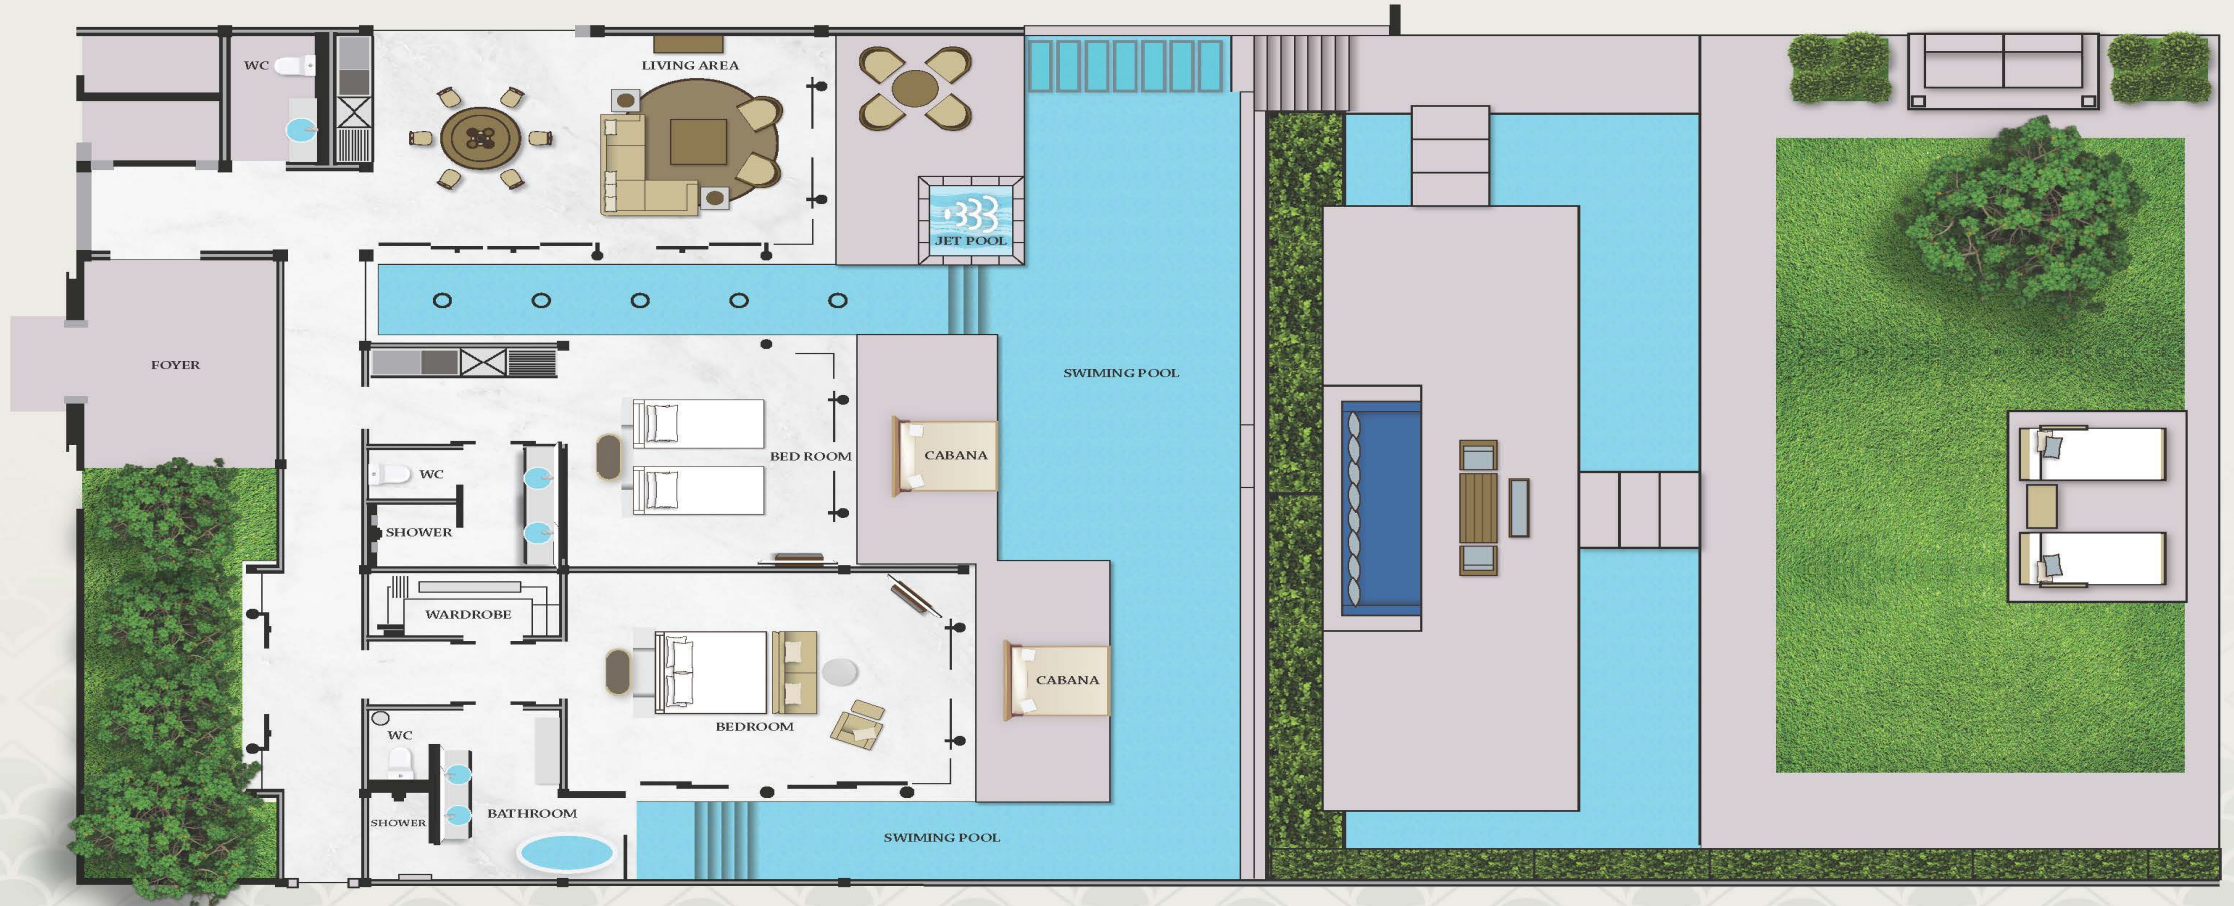 WC
LIVING AREA
JET POOL
FOYER
SWIMING POOL
BED ROOM
CABANA
WC
SHOWER
WARDROBE
CABANA
BEDROOM
WC
BATHROOM
SHOWER
SWIMING POOL